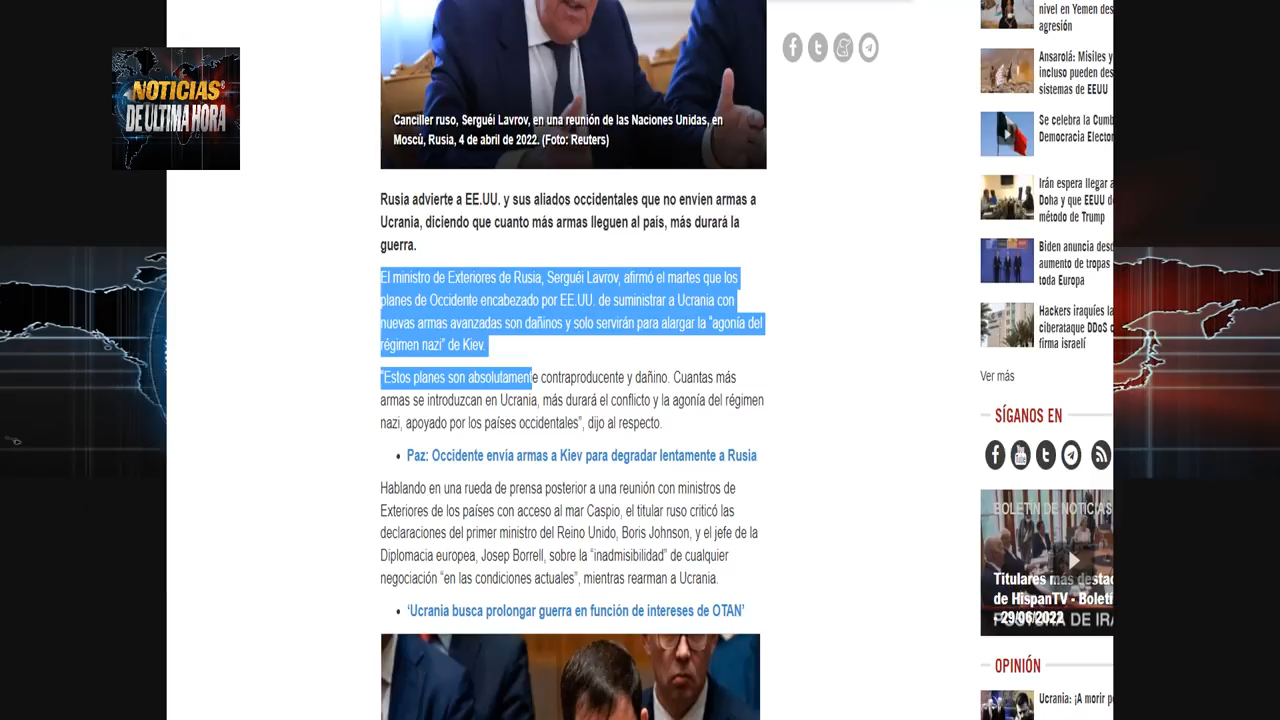 NOTICIAS
DE ULTIMA HORA
Canciller ruso, Serguéi Lavrov, en una reunión de las Naciones Unidas, en
Moscú, Rusia, 4 de abril de 2022. (Foto: Reuters)
Rusia advierte a EE.UU. y sus aliados occidentales que no envíen armas a
Ucrania, diciendo que cuanto más armas lleguen al país, más durará la
guerra.
El ministro de Exteriores de Rusia, Serguéi Lavrov, afirmó el martes que los
planes de Occidente encabezado por EE.UU. de suministrar a Ucrania con
nuevas armas avanzadas son dañinos y solo servirán para alargar la “agonía del
régimen nazi” de Kiev.
“Estos planes son absolutamente contraproducente y dañino. Cuantas más
armas se introduzcan en Ucrania, más durará el conflicto y la agonía del régimen
nazi, apoyado por los países occidentales”, dijo al respecto.
• Paz: Occidente envía armas a Kiev para degradar lentamente a Rusia
Hablando en una rueda de prensa posterior a una reunión con ministros de
Exteriores de los países con acceso al mar Caspio, el titular ruso criticó las
declaraciones del primer ministro del Reino Unido, Boris Johnson, y el jefe de la
Diplomacia europea, Josep Borrell, sobre la “inadmisibilidad” de cualquier
negociación “en las condiciones actuales”, mientras rearman a Ucrania.
• ‘Ucrania busca prolongar guerra en función de intereses de OTAN’
nivel en Yemen des
agresión
Ansarolá: Misiles y
incluso pueden des
sistemas de EEUU
Se celebra la Cumb
Democracia Elector
Irán espera llegar a
Doha y que EEUU de
método de Trump
Biden anuncia desd
aumento de tropas
toda Europa
Hackers iraquíes la
ciberataque DDoS c
firma israelí
Ver más
SÍGANOS EN
BOLETÍN DE NOTICIAS
Titulares más destac
de HispanTV - Boletí
- 29/06/2022
POSTURA DE IRÁ
OPINIÓN
Ucrania: ¡A morir p